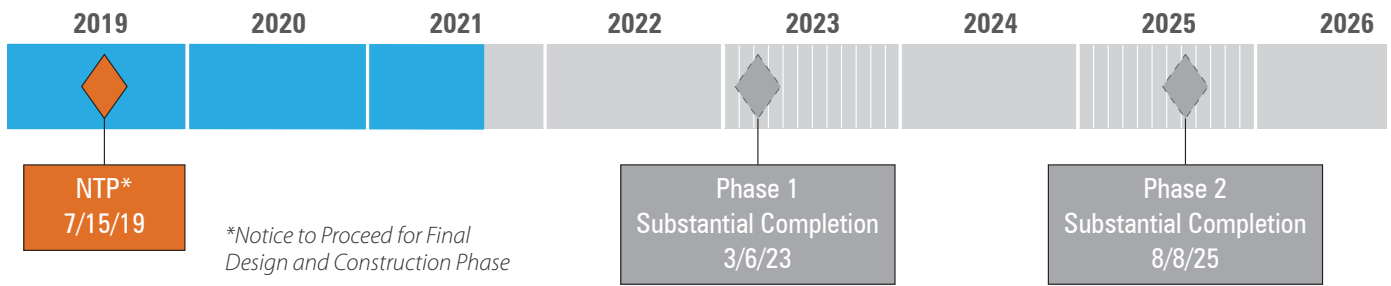 2019 2020 2021 2022 2023 2024 2025 2026
NTP*
7/15/19
*Notice to Proceed for Final
Design and Construction Phase
Phase 1
Substantial Completion
3/6/23
Phase 2
Substantial Completion
8/8/25